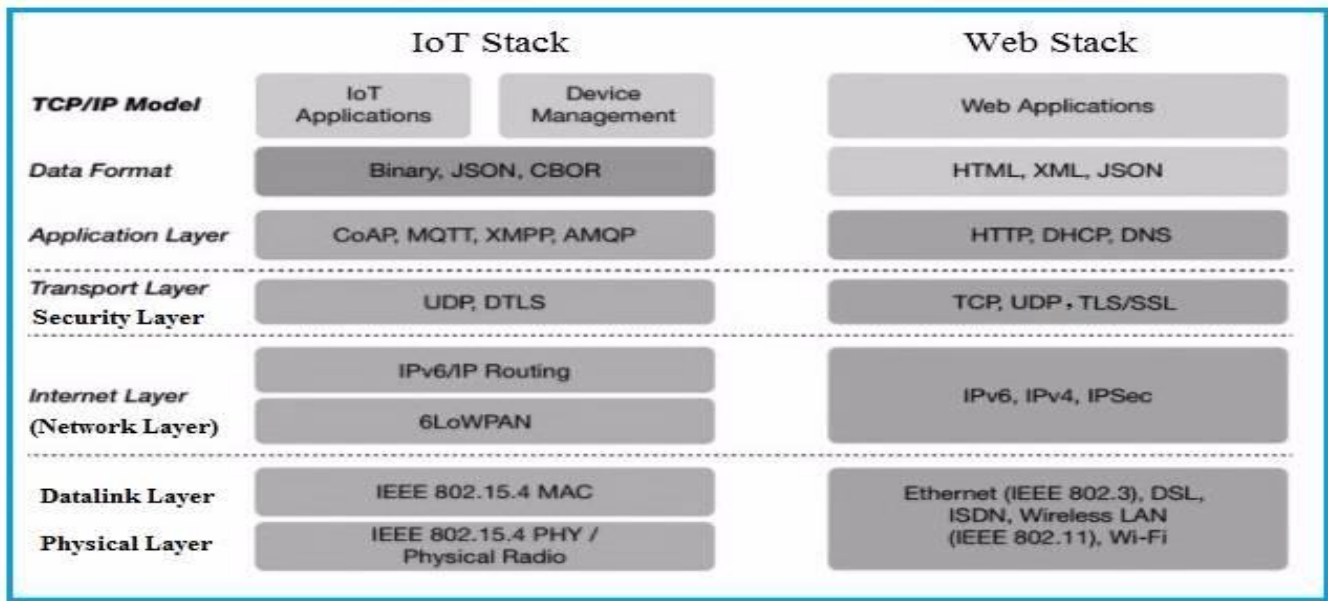 IoT Stack
Web Stack
TCP/IP Model
IoT
Applications
Device
Management
Web Applications
Data Format
Binary, JSON, CBOR
HTML, XML, JSON
Application Layer
CoAP, MQTT, XMPP, AMQP
HTTP, DHCP, DNS
Transport Layer
Security Layer
UDP, DTLS
TCP, UDP，TLS/SSL
Internet Layer
(Network Layer)
IPv6/IP Routing
6LoWPAN
IPv6, IPv4, IPSec
Datalink Layer
IEEE 802.15.4 MAC
Physical Layer
IEEE 802.15.4 PHY /
Physical Radio
Ethernet (IEEE 802.3), DSL,
ISDN, Wireless LAN
(IEEE 802.11), Wi-Fi